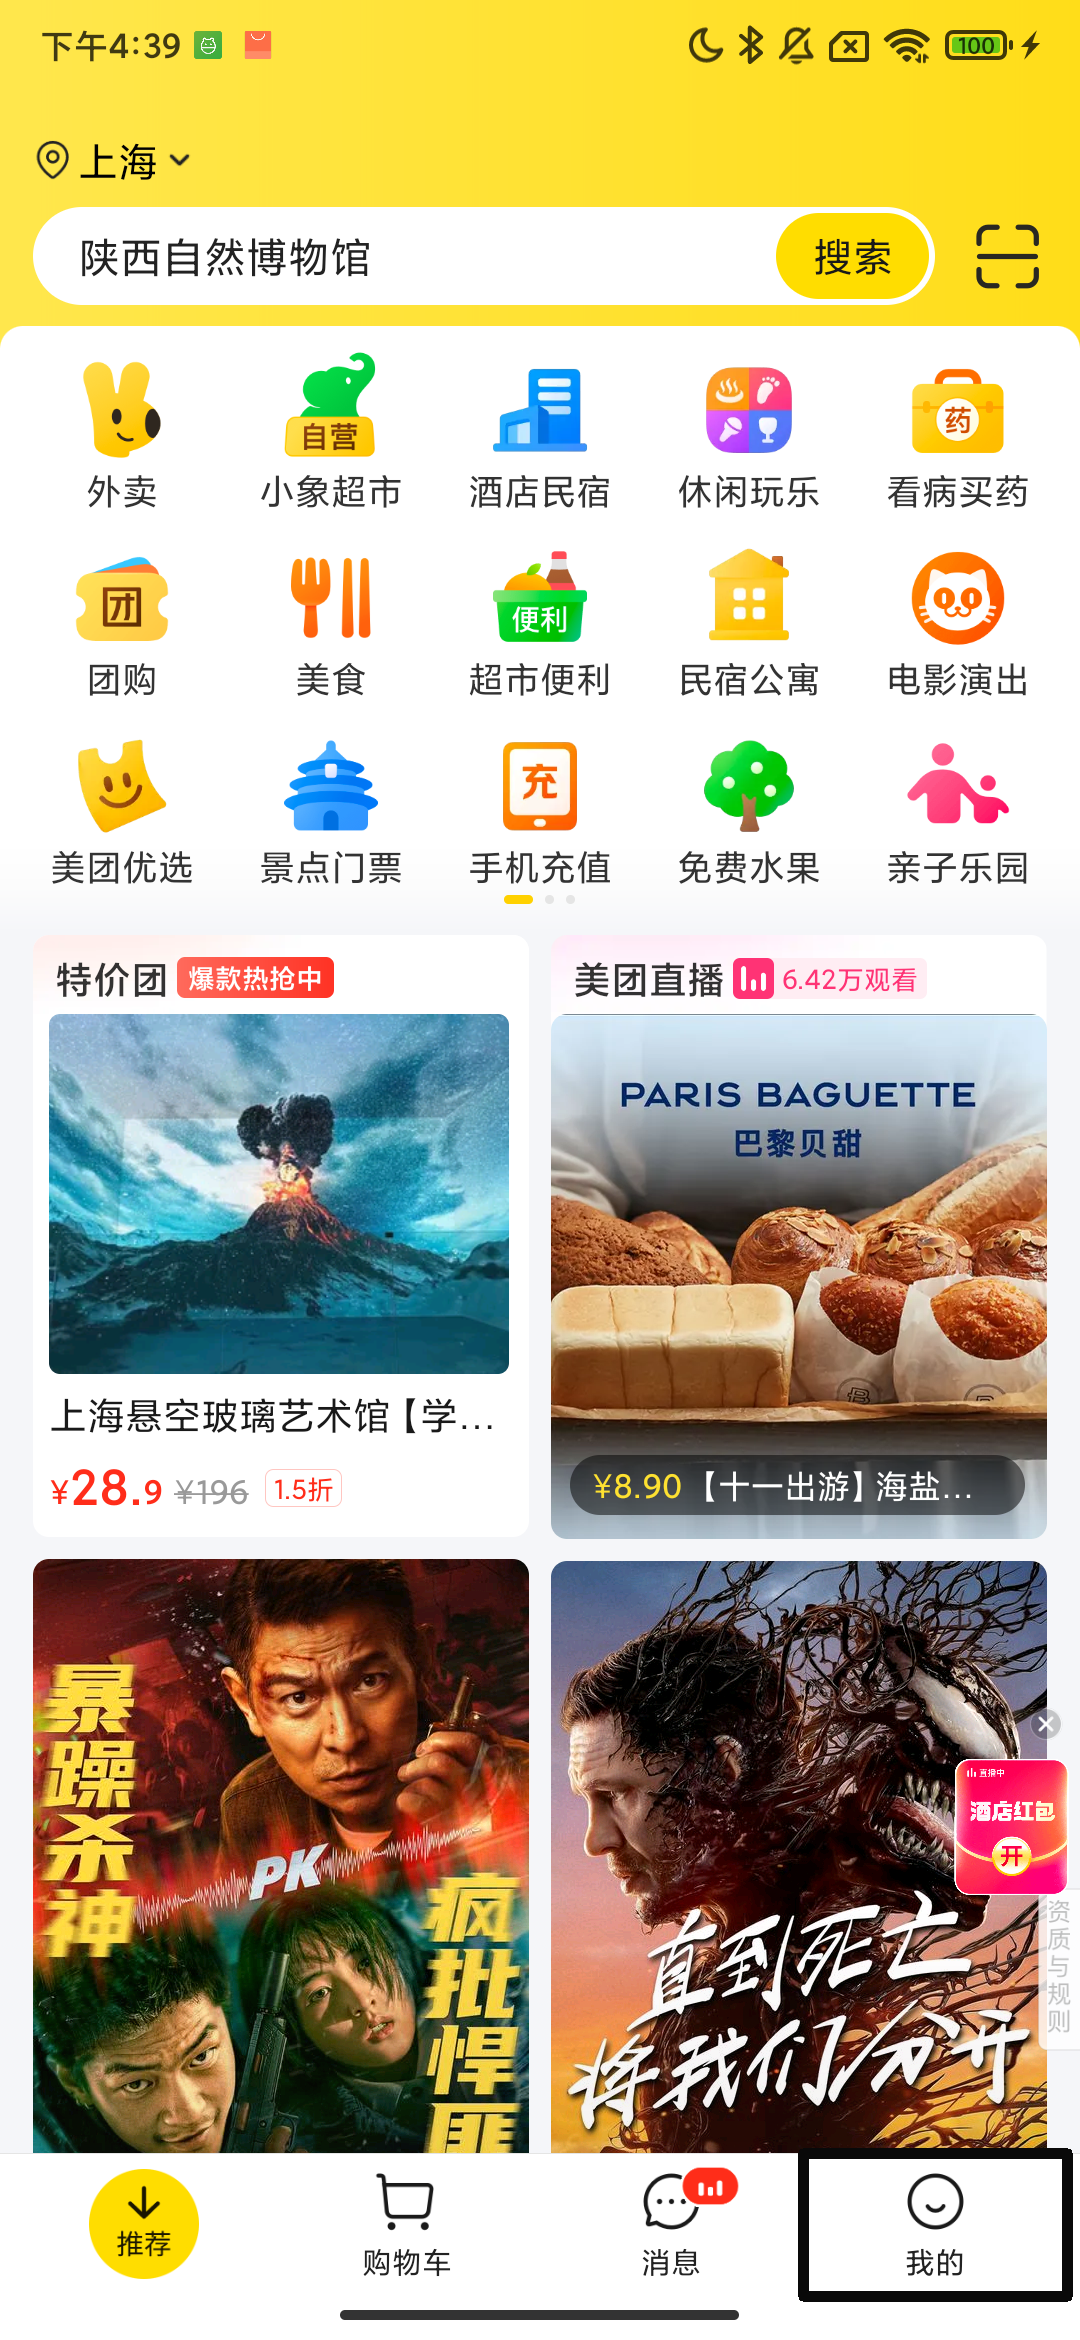 下午4:39
100
上海
陕西自然博物馆
搜索
自营
药
外卖
小象超市
酒店民宿
休闲玩乐
看病买药
团
便利
团购
美食
超市便利
民宿公寓
电影演出
充
美团优选
景点门票
手机充值
免费水果
亲子乐园
特价团
爆款热抢中
上海悬空玻璃艺术馆【学...
¥28.9 ¥196 1.5折
美团直播
6.42万观看
PARIS BAGUETTE
巴黎贝甜
¥8.90【十一出游】海盐...
暴躁杀神
PK
疯批悍匪
直到死亡
将我们分开
直播中
酒店红包
开
资质与规则
推荐
购物车
消息
我的